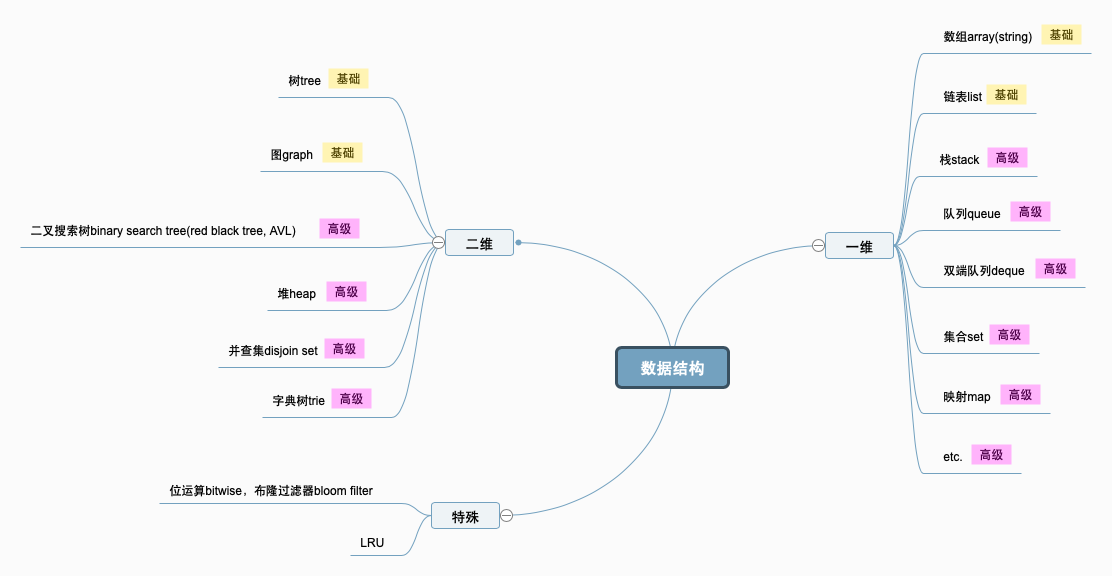 数据结构
一维
数组array(string) 基础
链表list 基础
栈stack 高级
队列queue 高级
双端队列deque 高级
集合set 高级
映射map 高级
etc. 高级
二维
树tree 基础
图graph 基础
二叉搜索树binary search tree(red black tree, AVL) 高级
堆heap 高级
并查集disjoin set 高级
字典树trie 高级
特殊
位运算bitwise，布隆过滤器bloom filter
LRU